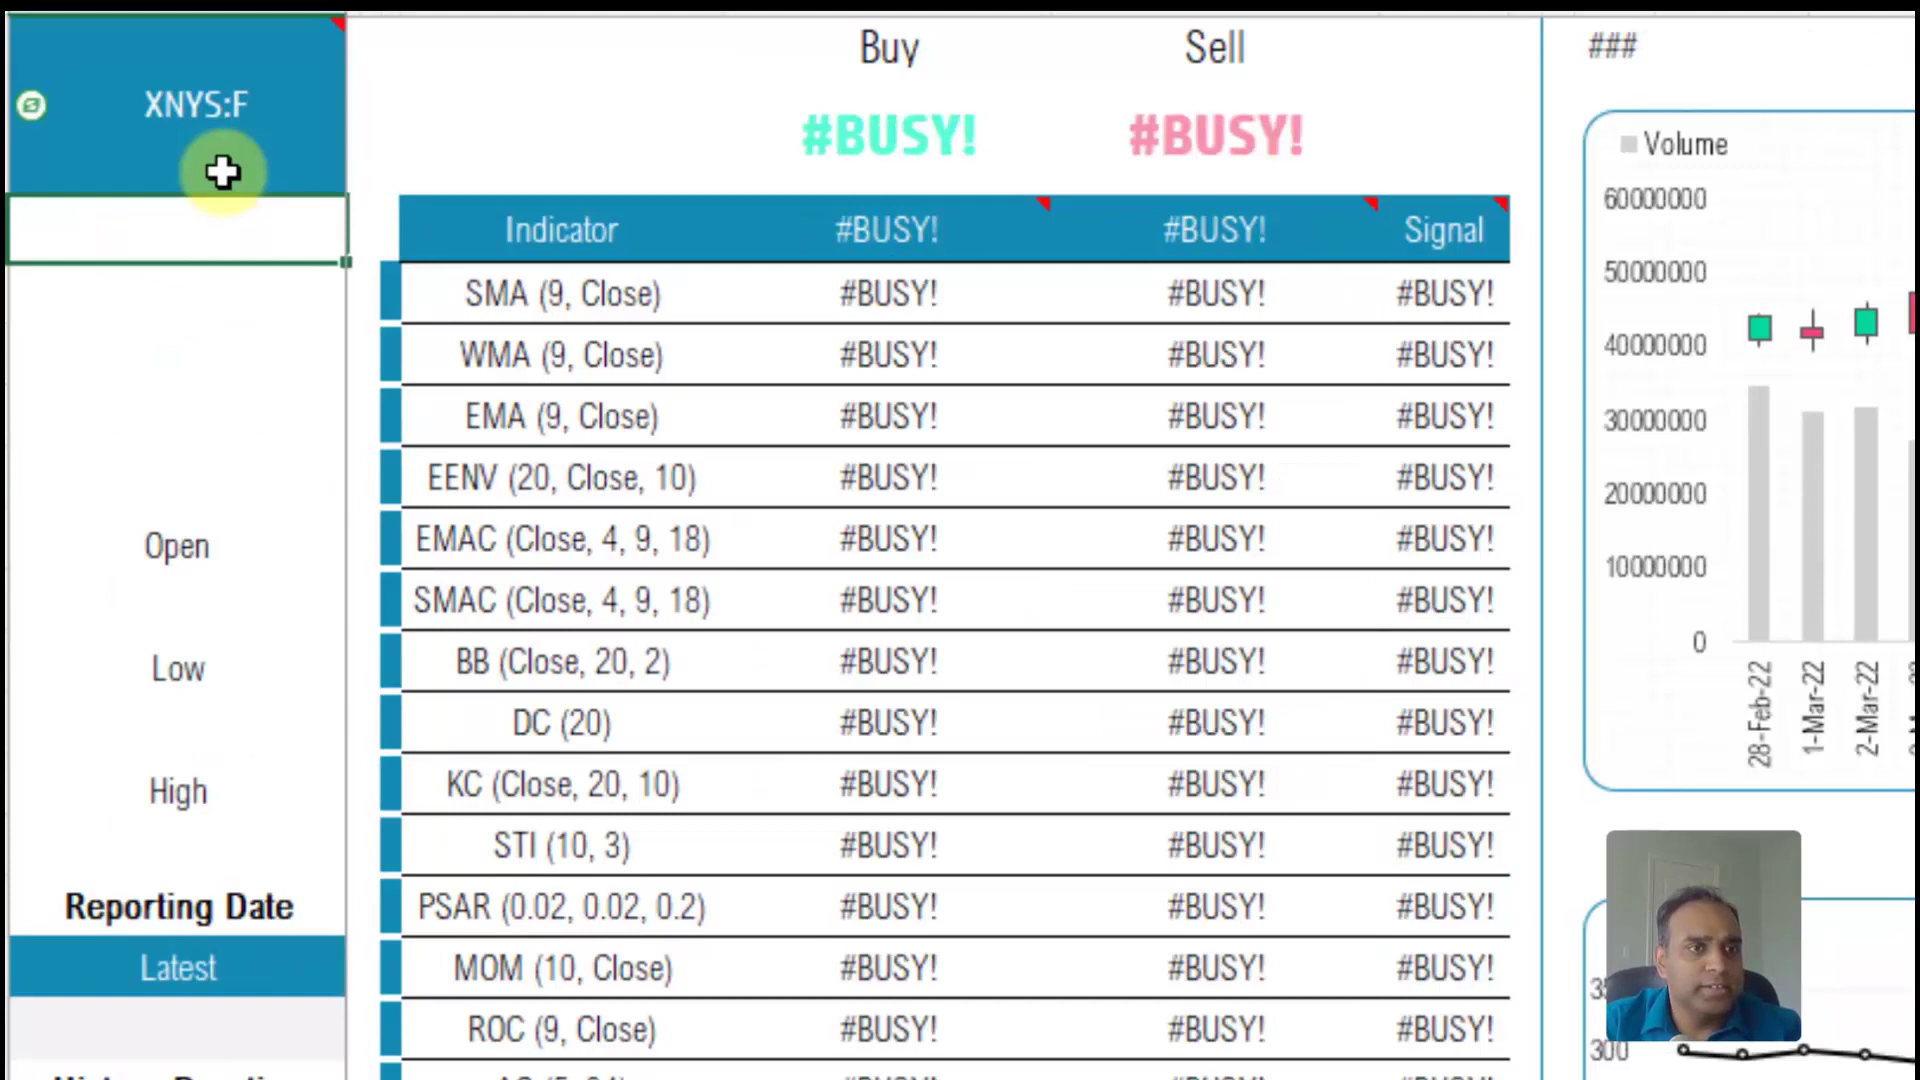 XNYS:F
Open
Low
High
Reporting Date
Latest
Buy Sell
#BUSY! #BUSY!
Indicator #BUSY! #BUSY! Signal
SMA (9, Close) #BUSY! #BUSY! #BUSY!
WMA (9, Close) #BUSY! #BUSY! #BUSY!
EMA (9, Close) #BUSY! #BUSY! #BUSY!
EENV (20, Close, 10) #BUSY! #BUSY! #BUSY!
EMAC (Close, 4, 9, 18) #BUSY! #BUSY! #BUSY!
SMAC (Close, 4, 9, 18) #BUSY! #BUSY! #BUSY!
BB (Close, 20, 2) #BUSY! #BUSY! #BUSY!
DC (20) #BUSY! #BUSY! #BUSY!
KC (Close, 20, 10) #BUSY! #BUSY! #BUSY!
STI (10, 3) #BUSY! #BUSY! #BUSY!
PSAR (0.02, 0.02, 0.2) #BUSY! #BUSY! #BUSY!
MOM (10, Close) #BUSY! #BUSY! #BUSY!
ROC (9, Close) #BUSY! #BUSY! #BUSY!
###
Volume
60000000
50000000
40000000
30000000
20000000
10000000
0
28-Feb-22
1-Mar-22
2-Mar-22
300